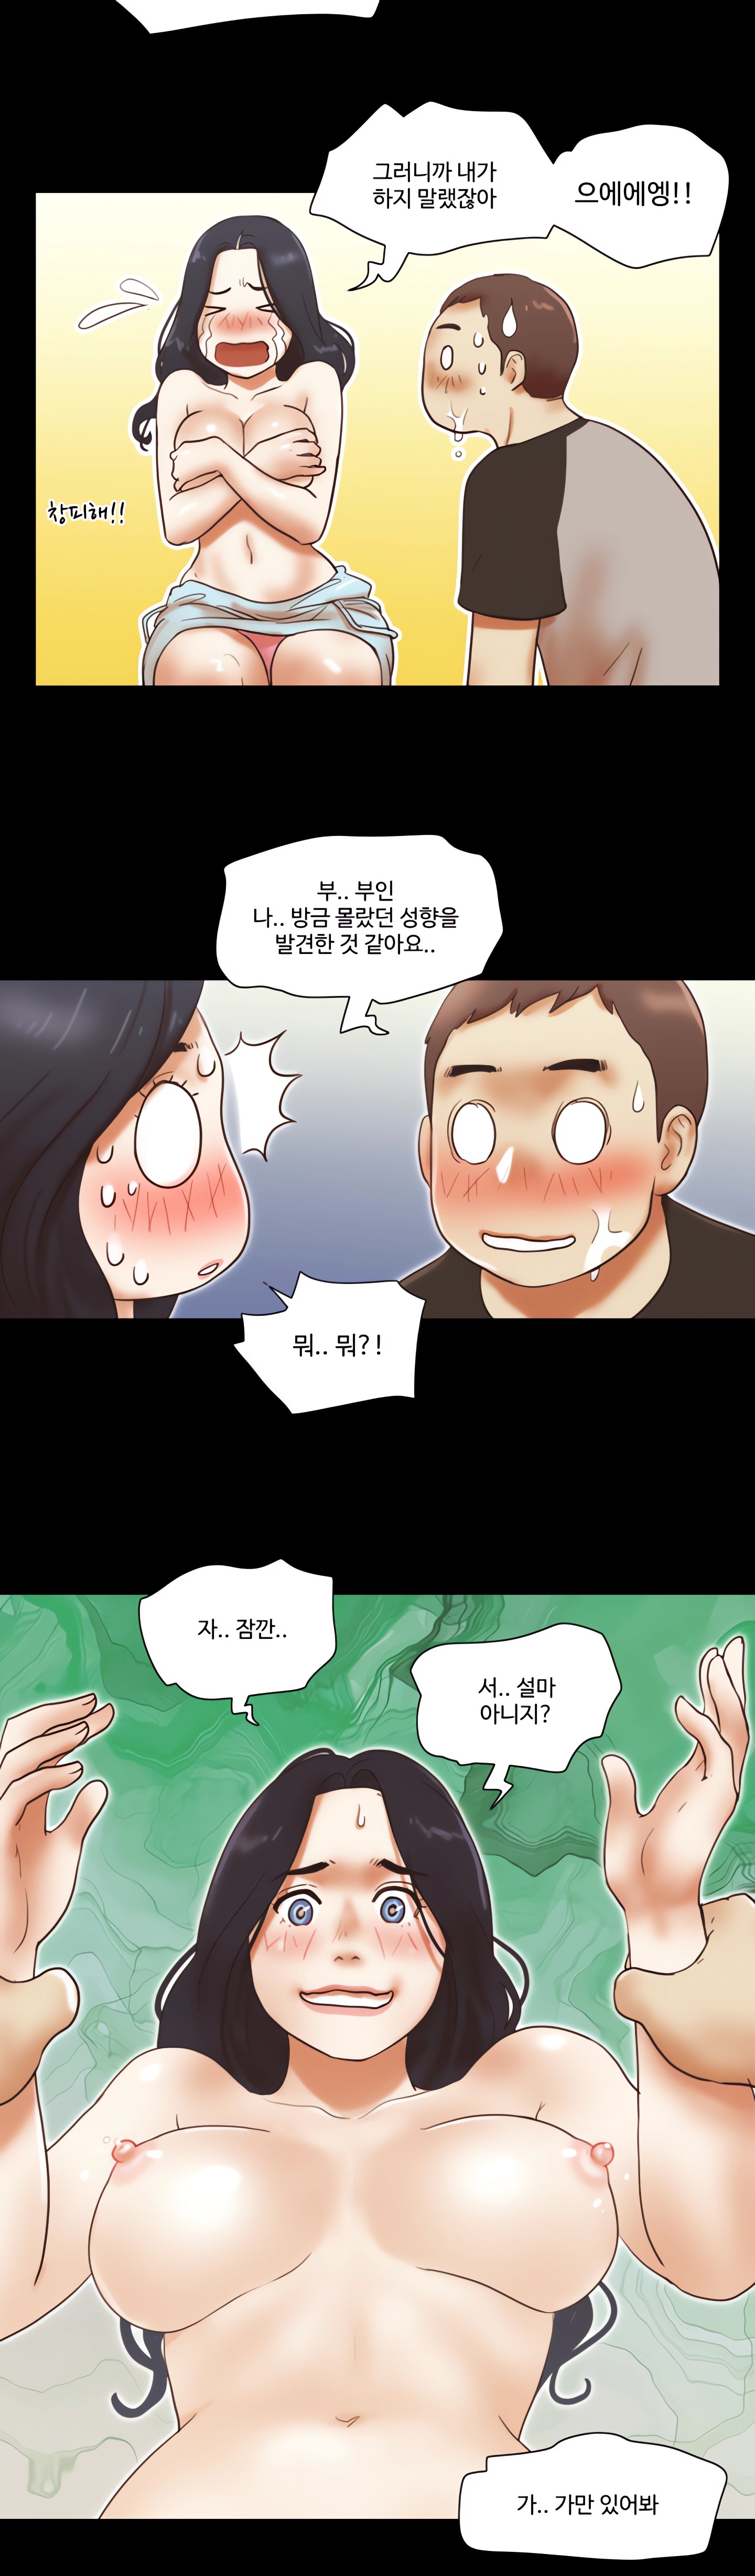 그러니까 내가
하지 말랬잖아
으에에엥!!
창피해!!
부.. 부인
나.. 방금 몰랐던 성향을
발견한 것 같아요..
뭐.. 뭐?!
자.. 잠깐..
서.. 설마
아니지?
가.. 가만 있어봐